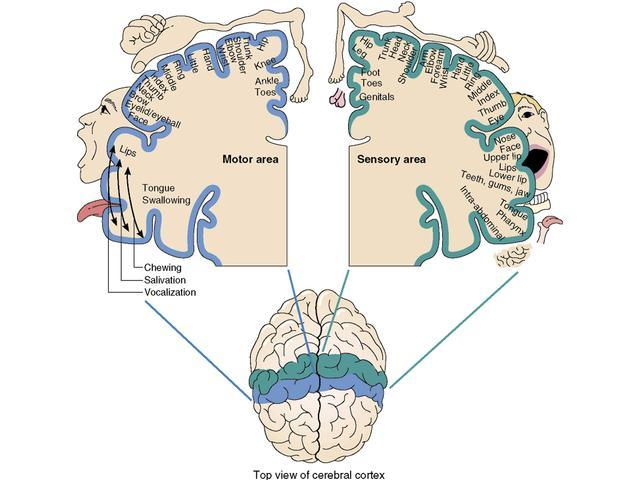 Hip
Trunk
Shoulder
Elbow
Wrist
Hand
Little
Ring
Middle
Index
Thumb
Neck
Brow
Eyelid/eyeball
Face
Lips
Knee
Ankle
Toes
Motor area
Tongue
Swallowing
Chewing
Salivation
Vocalization
Leg
Hip
Trunk
Head
Neck
Shoulder
Arm
Elbow
Forearm
Wrist
Hand
Little
Ring
Middle
Index
Thumb
Eye
Nose
Face
Upper lip
Lips
Lower lip
Teeth, gums, jaw
Tongue
Pharynx
Intra-abdominal
Foot
Toes
Genitals
Sensory area
Top view of cerebral cortex